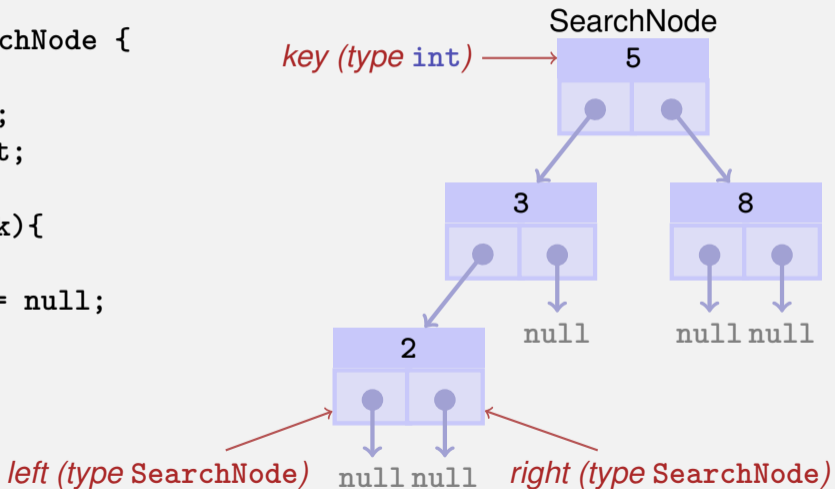 SearchNode
chNode {
key (type int)
5
;
t;
3
8
x){
= null;
null
null null
2
left (type SearchNode)
null null
right (type SearchNode)